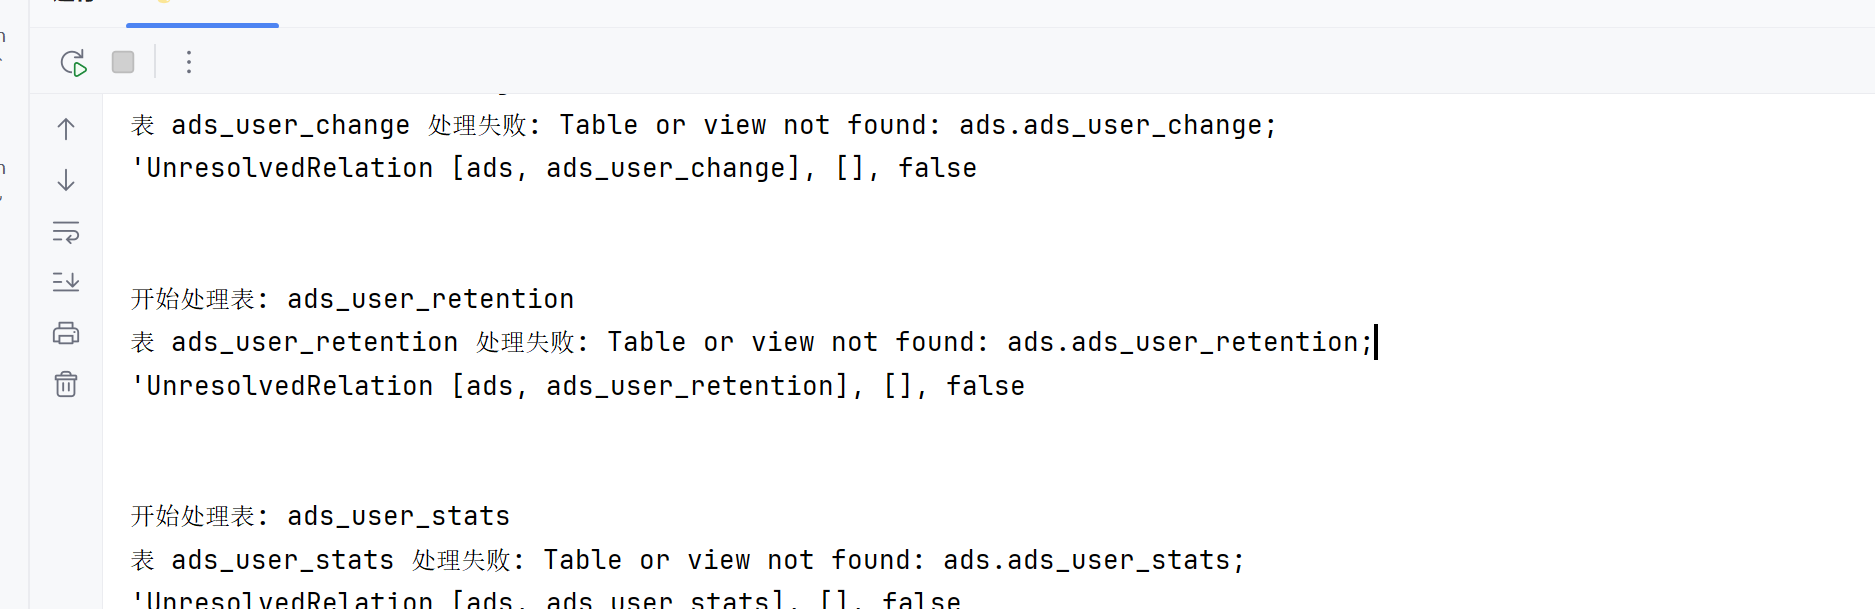 表 ads_user_change 处理失败: Table or view not found: ads.ads_user_change;
'UnresolvedRelation [ads, ads_user_change], [], false
开始处理表: ads_user_retention
表 ads_user_retention 处理失败: Table or view not found: ads.ads_user_retention;
'UnresolvedRelation [ads, ads_user_retention], [], false
开始处理表: ads_user_stats
表 ads_user_stats 处理失败: Table or view not found: ads.ads_user_stats;
'UnresolvedRelation [ads, ads_user_stats], [], false